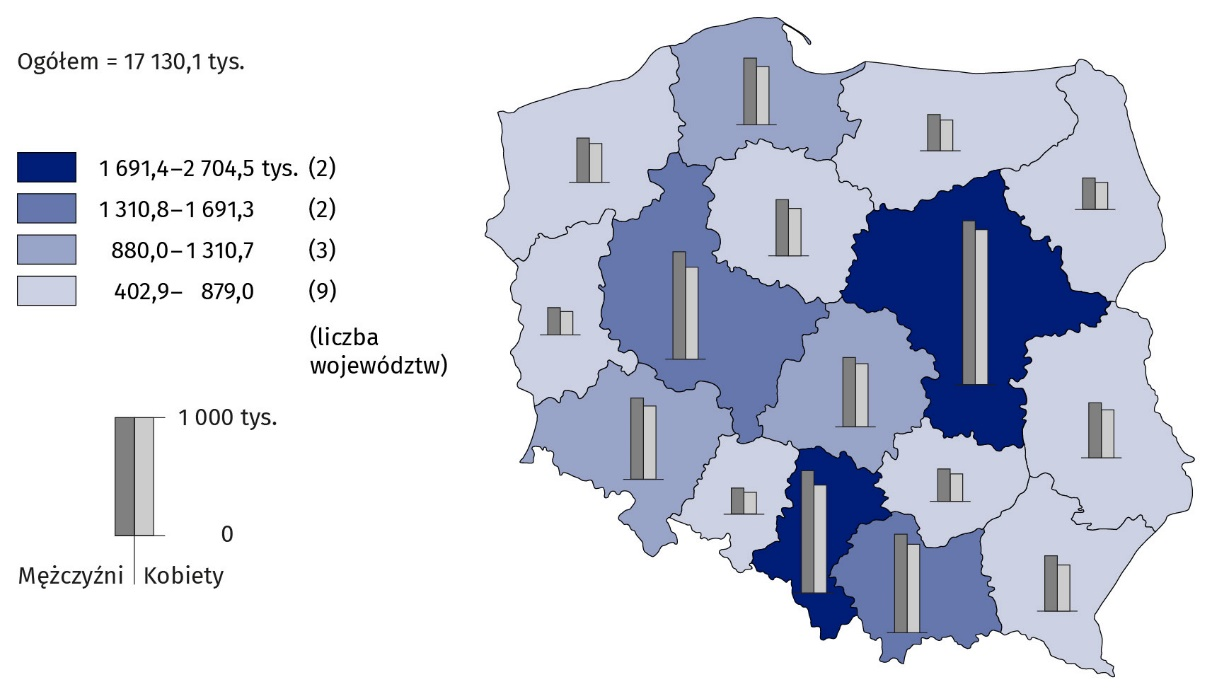 Ogółem = 17 130,1 tys.
1 691,4–2 704,5 tys. (2)
1 310,8–1 691,3 (2)
880,0–1 310,7 (3)
402,9– 879,0 (9)
(liczba
województw)
1 000 tys.
0
Mężczyźni Kobiety